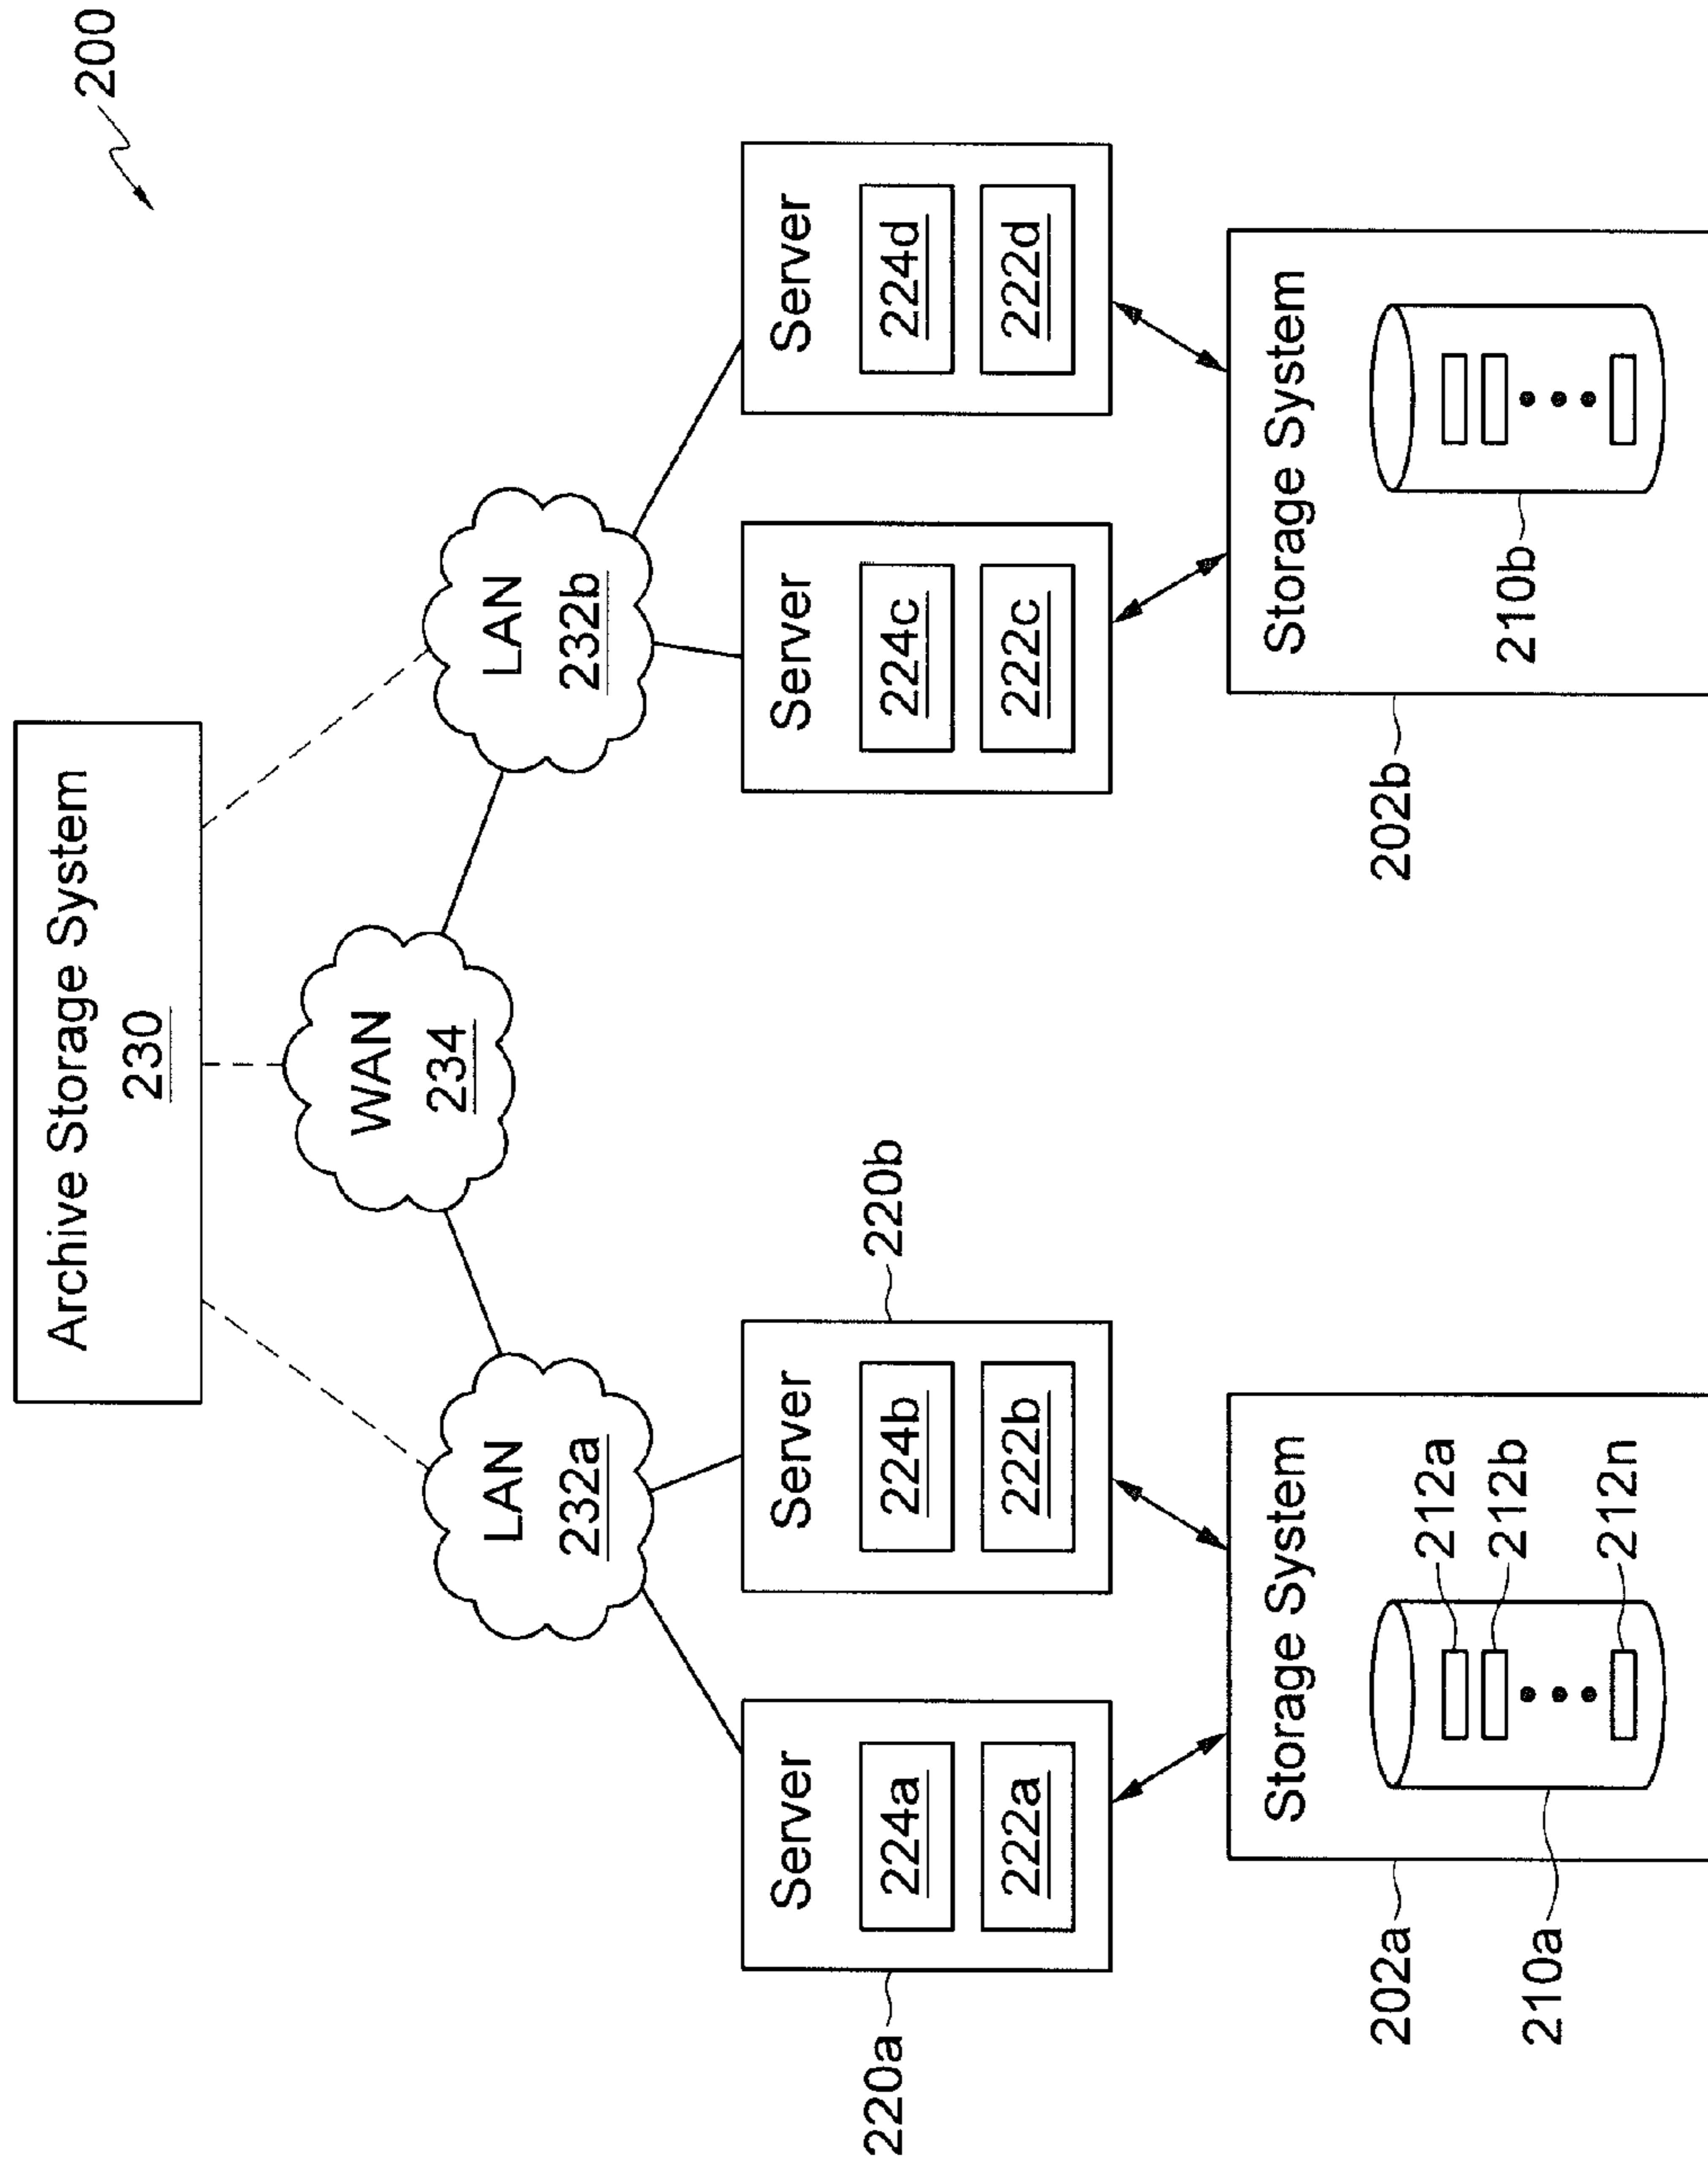 200
Archive Storage System
230
WAN
234
LAN
232a
LAN
232b
220a
Server
224a
222a
Server
224b
222b
220b
Server
224c
222c
Server
224d
222d
202a
Storage System
210a
212a
212b
212n
202b
Storage System
210b